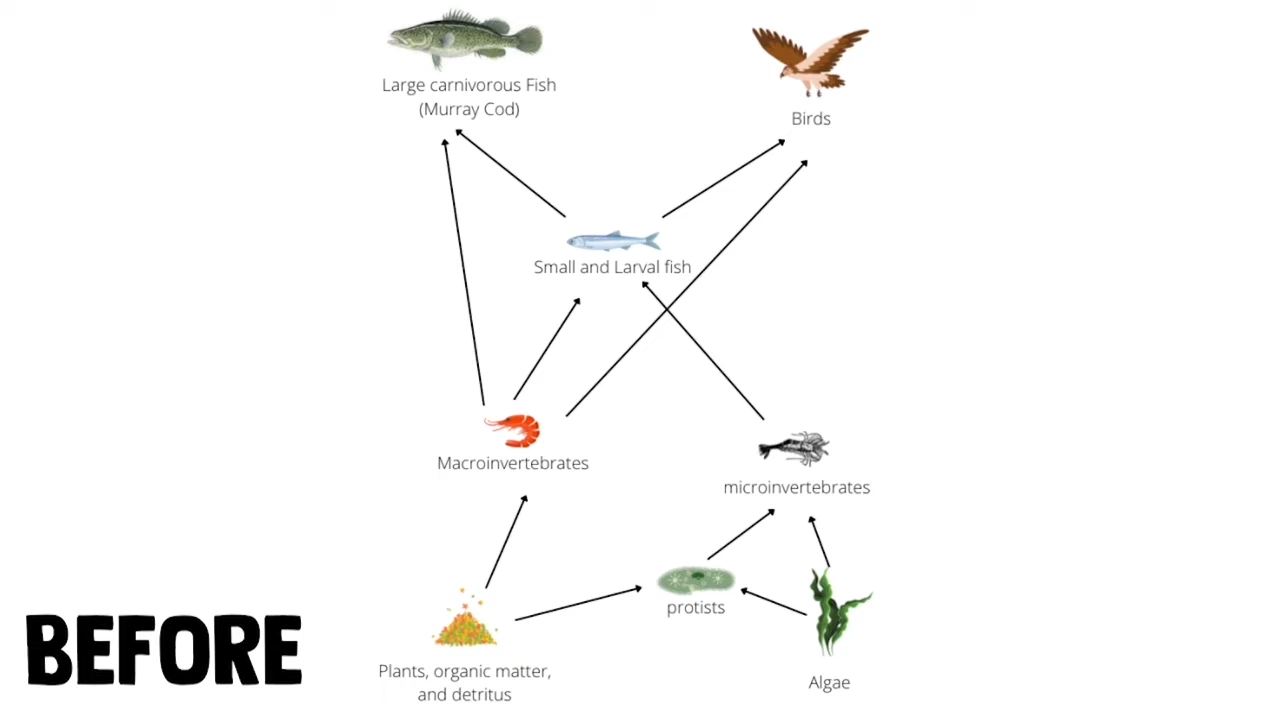 Large carnivorous Fish
(Murray Cod)
Birds
Small and Larval fish
Macroinvertebrates
microinvertebrates
protists
BEFORE
Plants, organic matter,
and detritus
Algae